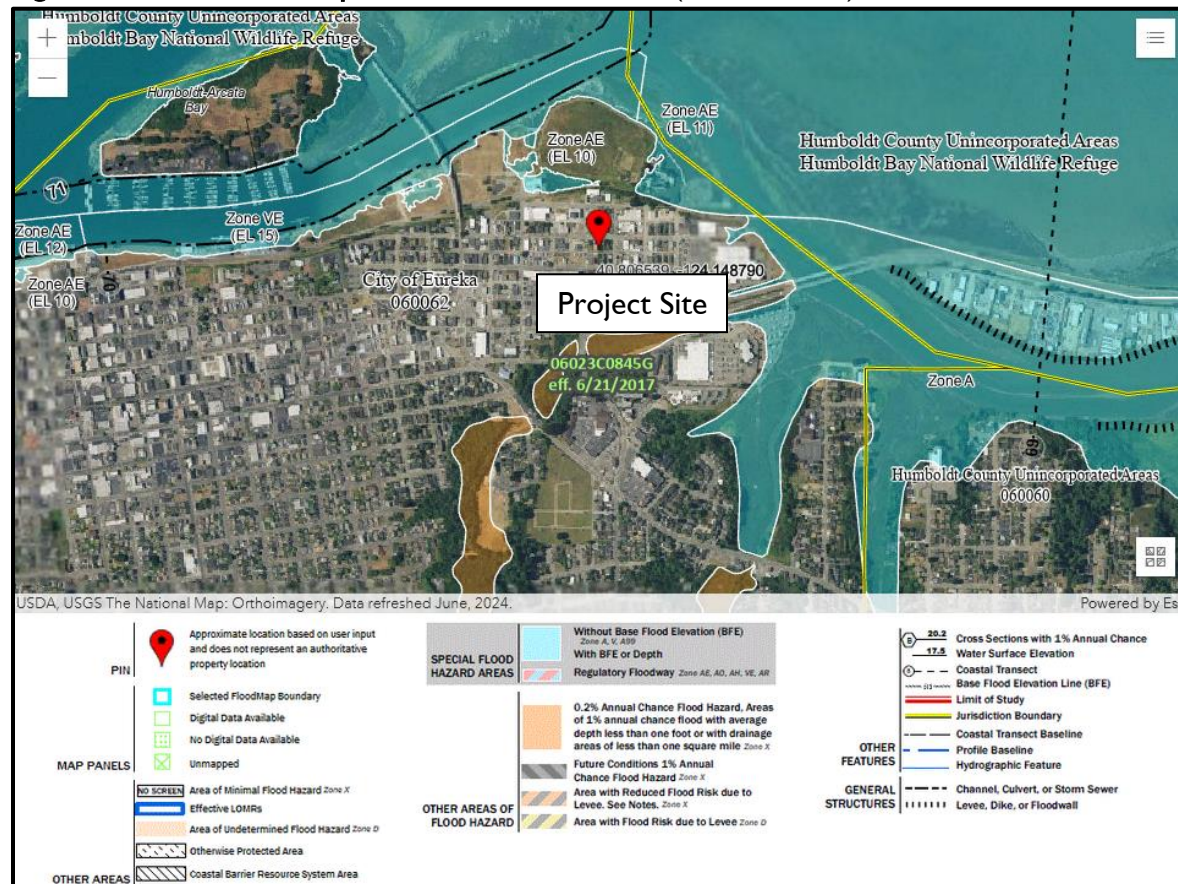 Humboldt County Unincorporated Areas
Humboldt Bay National Wildlife Refuge
+
−
Humboldt-Arcata
Bay
Zone AE
(EL 11)
Zone AE
(EL 10)
Humboldt County Unincorporated Areas
Humboldt Bay National Wildlife Refuge
71
Zone VE
(EL 15)
Zone AE
(EL 12)
Zone AE
(EL 10)
70
City of Eureka
060062
40.806539, -124.148790
Project Site
06023C0845G
eff. 6/21/2017
Zone A
69
Humboldt County Unincorporated Areas
060060
USDA, USGS The National Map: Orthoimagery. Data refreshed June, 2024.
Powered by Es
PIN
Approximate location based on user input
and does not represent an authoritative
property location
MAP PANELS
Selected FloodMap Boundary
Digital Data Available
No Digital Data Available
Unmapped
OTHER AREAS
NO SCREEN Area of Minimal Flood Hazard Zone X
Effective LOMRs
Area of Undetermined Flood Hazard Zone D
Otherwise Protected Area
Coastal Barrier Resource System Area
SPECIAL FLOOD
HAZARD AREAS
Without Base Flood Elevation (BFE)
Zone A, V, A99
With BFE or Depth
Regulatory Floodway Zone AE, AO, AH, VE, AR
OTHER AREAS OF
FLOOD HAZARD
0.2% Annual Chance Flood Hazard, Areas
of 1% annual chance flood with average
depth less than one foot or with drainage
areas of less than one square mile Zone X
Future Conditions 1% Annual
Chance Flood Hazard Zone X
Area with Reduced Flood Risk due to
Levee. See Notes. Zone X
Area with Flood Risk due to Levee Zone D
OTHER
FEATURES
B 20.2 Cross Sections with 1% Annual Chance
17.5 Water Surface Elevation
8 Coastal Transect
513 Base Flood Elevation Line (BFE)
Limit of Study
Jurisdiction Boundary
Coastal Transect Baseline
Profile Baseline
Hydrographic Feature
GENERAL
STRUCTURES
Channel, Culvert, or Storm Sewer
Levee, Dike, or Floodwall